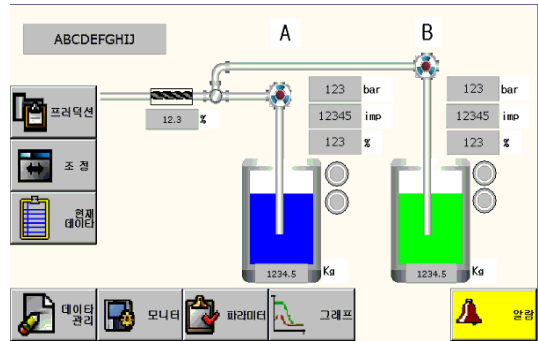 ABCDEFGHIJ
A
B
123 bar
123 bar
12345 imp
12345 imp
12.3 %
123 %
123 %
프러덕션
조 정
현재
데이타
1234.5 Kg
1234.5 Kg
데이타
관리
모니터
파라미터
그래프
알람